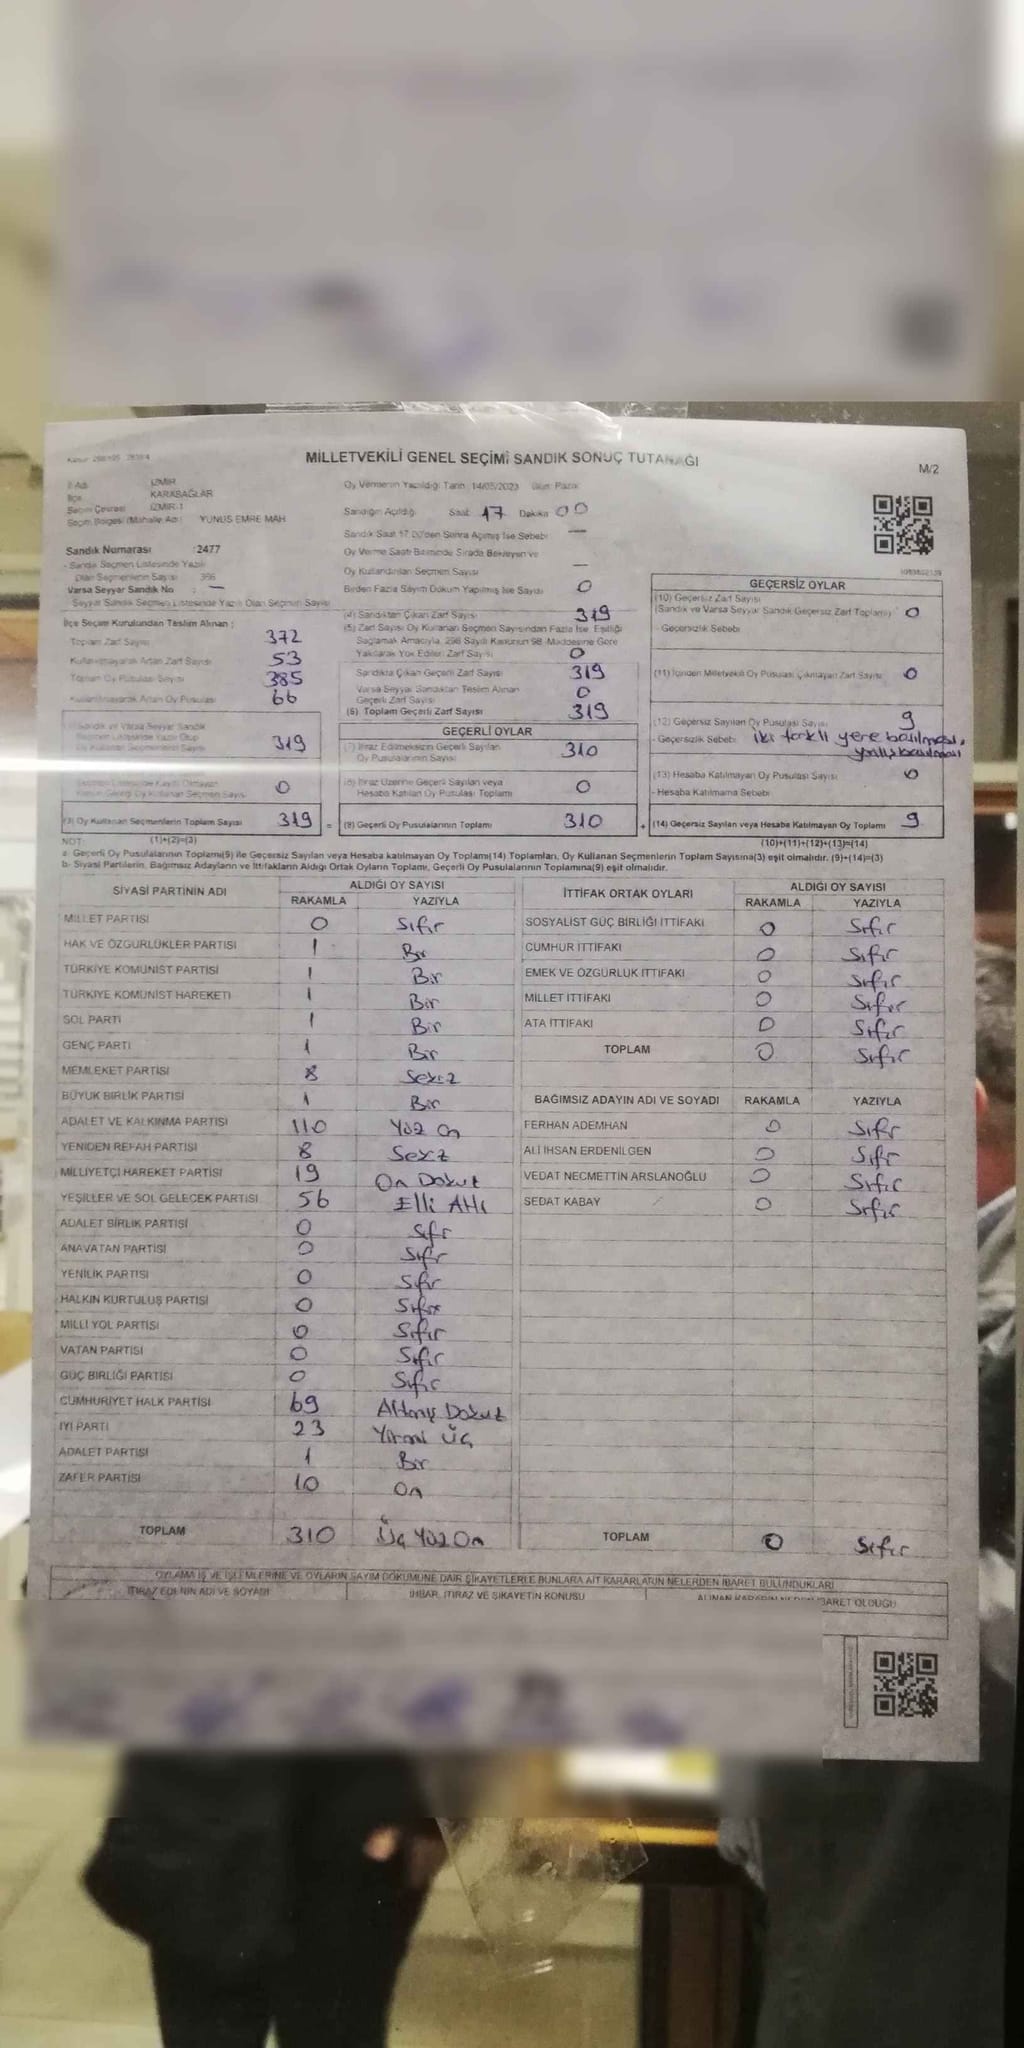 MİLLETVEKİLİ GENEL SEÇİMİ SANDIK SONUÇ TUTANAĞI
M/2
İl Adı İZMİR
İlçe KARABAĞLAR
Seçim Çevresi İZMİR-1
Seçim Bölgesi (Mahalle Adı) YUNUS EMRE MAH
Sandık Numarası :2477
- Sandık Seçmen Listesinde Yazılı
Olan Seçmenlerin Sayısı
Varsa Seyyar Sandık No : —
Seyyar Sandık Seçmen Listesinde Yazılı Olan Seçmen Sayısı
İlçe Seçim Kurulundan Teslim Alınan ;
Toplam Zarf Sayısı 372
Kullanılmayarak Artan Zarf Sayısı 53
Toplam Oy Pusulası Sayısı 385
Kullanılmayarak Artan Oy Pusulası 66
(1) Sandık ve Varsa Seyyar Sandık
Seçmen Listesinde Yazılı Olup
Oy Kullanan Seçmenlerin Sayısı 319
0
(3) Oy Kullanan Seçmenlerin Toplam Sayısı 319 =
Oy Vermenin Yapıldığı Tarih 14/05/2023 Gün: Pazar
Sandığın Açıldığı Saat 17 Dakika 00
Sandık Saat 17.00'den Sonra Açılmış İse Sebebi —
Oy Verme Saati Bitiminde Sırada Bekleyen ve
Oy Kullandırılan Seçmen Sayısı —
Birden Fazla Sayım Döküm Yapılmış İse Sayısı 0
(4) Sandıktan Çıkan Zarf Sayısı 319
(5) Zarf Sayısı Oy Kullanan Seçmen Sayısından Fazla İse, Eşitliği
Sağlamak Amacıyla, 298 Sayılı Kanunun 98. Maddesine Göre
Yakılarak Yok Edilen Zarf Sayısı 0
Sandıkta Çıkan Geçerli Zarf Sayısı 319
Varsa Seyyar Sandıktan Teslim Alınan
Geçerli Zarf Sayısı 0
(6) Toplam Geçerli Zarf Sayısı 319
GEÇERLİ OYLAR
(7) İtiraz Edilmeksizin Geçerli Sayılan
Oy Pusulalarının Sayısı 310
(8) İtiraz Üzerine Geçerli Sayılan veya
Hesaba Katılan Oy Pusulası Toplamı 0
(9) Geçerli Oy Pusulalarının Toplamı 310 +
GEÇERSİZ OYLAR
(10) Geçersiz Zarf Sayısı
(Sandık ve Varsa Seyyar Sandık Geçersiz Zarf Toplamı) 0
- Geçersizlik Sebebi
(11) İçinden Milletvekili Oy Pusulası Çıkmayan Zarf Sayısı 0
(12) Geçersiz Sayılan Oy Pusulası Sayısı 9
- Geçersizlik Sebebi iki farklı yere basılması,
yanlış basılması
(13) Hesaba Katılmayan Oy Pusulası Sayısı 0
- Hesaba Katılmama Sebebi
(14) Geçersiz Sayılan veya Hesaba Katılmayan Oy Toplamı 9
NOT: (1)+(2)=(3) (10)+(11)+(12)+(13)=(14)
a- Geçerli Oy Pusulalarının Toplamı(9) ile Geçersiz Sayılan veya Hesaba katılmayan Oy Toplamı(14) Toplamları, Oy Kullanan Seçmenlerin Toplam Sayısına(3) eşit olmalıdır. (9)+(14)=(3)
b- Siyasi Partilerin, Bağımsız Adayların ve İttifakların Aldığı Ortak Oyların Toplamı, Geçerli Oy Pusulalarının Toplamına(9) eşit olmalıdır.
SİYASİ PARTİNİN ADI ALDIĞI OY SAYISI
RAKAMLA YAZIYLA
MİLLET PARTİSİ 0 Sıfır
HAK VE ÖZGÜRLÜKLER PARTİSİ 1 Bir
TÜRKİYE KOMÜNİST PARTİSİ 1 Bir
TÜRKİYE KOMÜNİST HAREKETİ 1 Bir
SOL PARTİ 1 Bir
GENÇ PARTİ 1 Bir
MEMLEKET PARTİSİ 8 Sekiz
BÜYÜK BİRLİK PARTİSİ 1 Bir
ADALET VE KALKINMA PARTİSİ 110 Yüz On
YENİDEN REFAH PARTİSİ 8 Sekiz
MİLLİYETÇİ HAREKET PARTİSİ 19 On Dokuz
YEŞİLLER VE SOL GELECEK PARTİSİ 56 Elli Altı
ADALET BİRLİK PARTİSİ 0 Sıfır
ANAVATAN PARTİSİ 0 Sıfır
YENİLİK PARTİSİ 0 Sıfır
HALKIN KURTULUŞ PARTİSİ 0 Sıfır
MİLLİ YOL PARTİSİ 0 Sıfır
VATAN PARTİSİ 0 Sıfır
GÜÇ BİRLİĞİ PARTİSİ 0 Sıfır
CUMHURİYET HALK PARTİSİ 69 Altmış Dokuz
İYİ PARTİ 23 Yirmi Üç
ADALET PARTİSİ 1 Bir
ZAFER PARTİSİ 10 On
TOPLAM 310 Üç Yüz On
İTTİFAK ORTAK OYLARI ALDIĞI OY SAYISI
RAKAMLA YAZIYLA
SOSYALİST GÜÇ BİRLİĞİ İTTİFAKI 0 Sıfır
CUMHUR İTTİFAKI 0 Sıfır
EMEK VE ÖZGÜRLÜK İTTİFAKI 0 Sıfır
MİLLET İTTİFAKI 0 Sıfır
ATA İTTİFAKI 0 Sıfır
TOPLAM 0 Sıfır
BAĞIMSIZ ADAYIN ADI VE SOYADI RAKAMLA YAZIYLA
FERHAN ADEMHAN 0 Sıfır
ALİ İHSAN ERDENİLGEN 0 Sıfır
VEDAT NECMETTİN ARSLANOĞLU 0 Sıfır
SEDAT KABAY 0 Sıfır
TOPLAM 0 Sıfır
OYLAMA İŞ VE İŞLEMLERİNE VE OYLARIN SAYIM DÖKÜMÜNE DAİR ŞİKAYETLERLE BUNLARA AİT KARARLARIN NELERDEN İBARET BULUNDUKLARI
İTİRAZ EDENİN ADI VE SOYADI İHBAR, İTİRAZ VE ŞİKAYETİN KONUSU ALINAN KARARIN NEDEN İBARET OLDUĞU